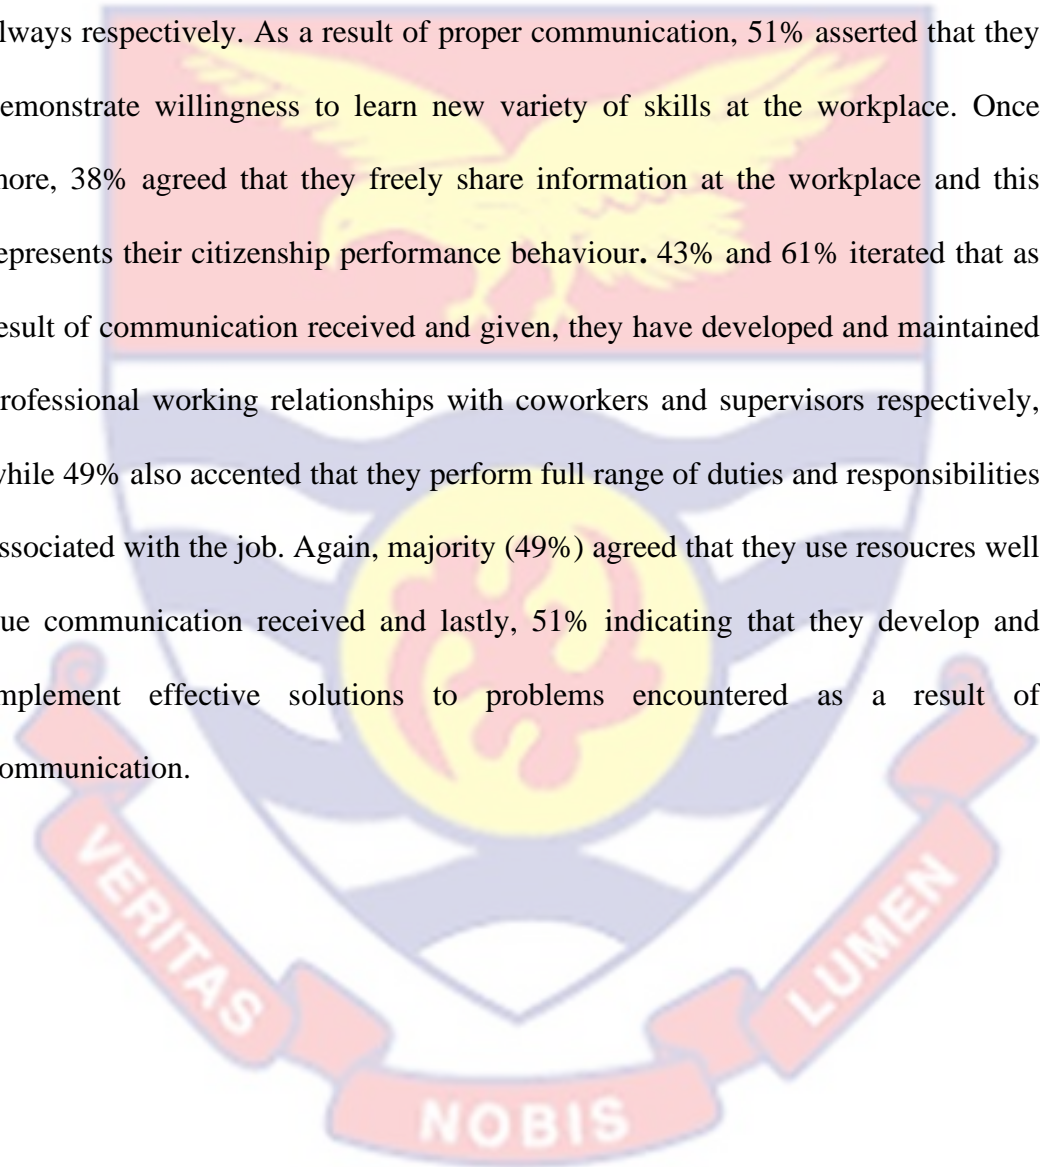 lways respectively. As a result of proper communication, 51% asserted that they
emonstrate willingness to learn new variety of skills at the workplace. Once
ore, 38% agreed that they freely share information at the workplace and this
epresents their citizenship performance behaviour. 43% and 61% iterated that as
esult of communication received and given, they have developed and maintained
rofessional working relationships with coworkers and supervisors respectively,
hile 49% also accented that they perform full range of duties and responsibilities
ssociated with the job. Again, majority (49%) agreed that they use resoucres well
ue communication received and lastly, 51% indicating that they develop and
mplement effective solutions to problems encountered as a result of
ommunication.
VERITAS
NOBIS
LUMEN